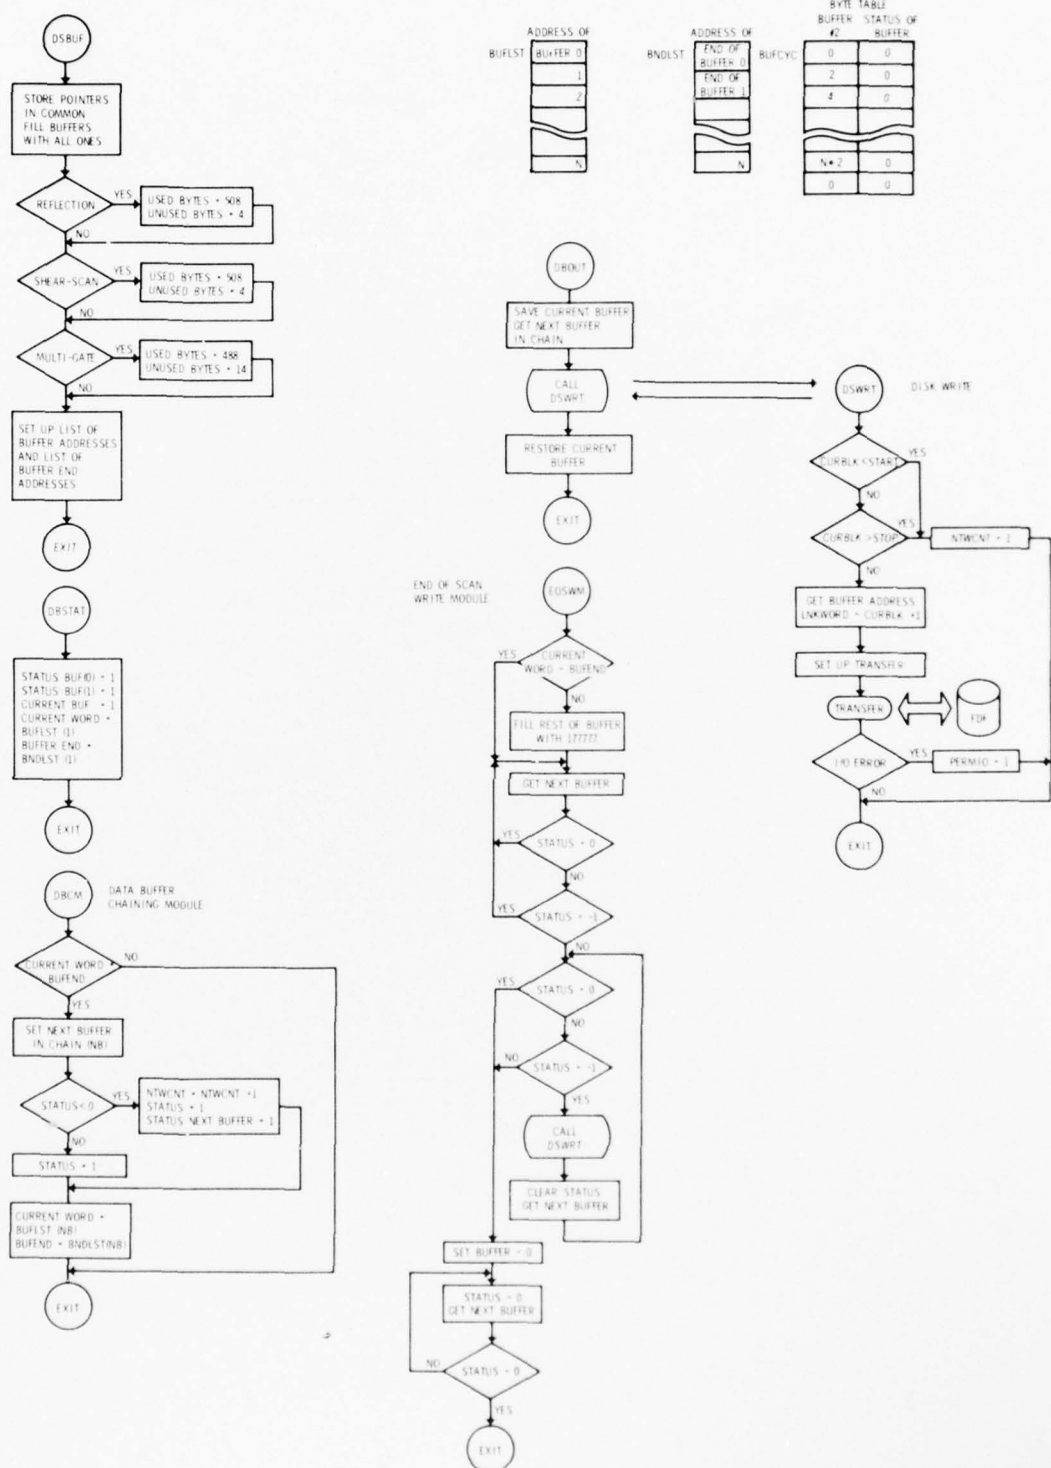 DSBUF
STORE POINTERS
IN COMMON
FILL BUFFERS
WITH ALL ONES
REFLECTION
YES
USED BYTES = 508
UNUSED BYTES = 4
NO
SHEAR-SCAN
YES
USED BYTES = 508
UNUSED BYTES = 4
NO
MULTI-GATE
YES
USED BYTES = 488
UNUSED BYTES = 14
NO
SET UP LIST OF
BUFFER ADDRESSES
AND LIST OF
BUFFER END
ADDRESSES
EXIT
DBSTAT
STATUS BUF(0) = 1
STATUS BUF(1) = 1
CURRENT BUF = 1
CURRENT WORD =
BUFLST (1)
BUFFER END =
BNDLST (1)
EXIT
DBCM
DATA BUFFER
CHAINING MODULE
CURRENT WORD
BUFEND
NO
YES
SET NEXT BUFFER
IN CHAIN (NB)
STATUS<0
YES
NTWCNT = NTWCNT +1
STATUS = 1
STATUS NEXT BUFFER = 1
NO
STATUS = 1
CURRENT WORD =
BUFLST (NB)
BUFEND = BNDLST(NB)
EXIT
ADDRESS OF
BUFLST
BUFFER 0
1
2
N
ADDRESS OF
BNDLST
END OF
BUFFER 0
END OF
BUFFER 1
N
BYTE TABLE
BUFFER STATUS OF
#2 BUFFER
BUFCYC
0 0
2 0
4 0
N*2 0
0 0
DBOUT
SAVE CURRENT BUFFER
GET NEXT BUFFER
IN CHAIN
CALL
DSWRT
RESTORE CURRENT
BUFFER
EXIT
DSWRT
DISK WRITE
CURBLK<START
YES
NO
CURBLK>STOP
YES
NTWCNT = 1
NO
GET BUFFER ADDRESS
LNKWORD = CURBLK +1
SET UP TRANSFER
TRANSFER
FDF
I/O ERROR
YES
PERMIO = 1
NO
EXIT
END OF SCAN
WRITE MODULE
EOSWM
CURRENT
WORD = BUFEND
YES
NO
FILL REST OF BUFFER
WITH 177777
GET NEXT BUFFER
STATUS = 0
YES
NO
STATUS = -1
YES
NO
STATUS = 0
YES
NO
STATUS = -1
NO
YES
CALL
DSWRT
CLEAR STATUS
GET NEXT BUFFER
SET BUFFER = 0
STATUS = 0
GET NEXT BUFFER
STATUS = 0
NO
YES
EXIT